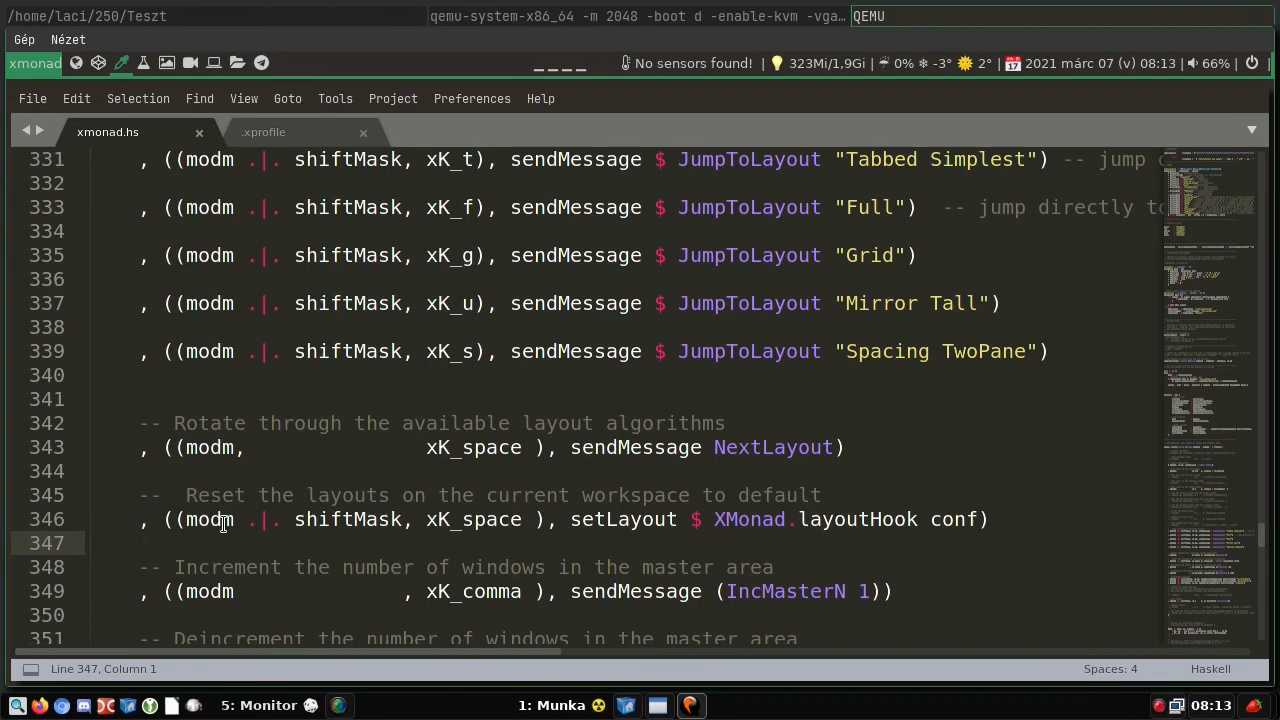 /home/laci/250/Teszt
qemu-system-x86_64 -m 2048 -boot d -enable-kvm -vga…
QEMU
Gép Nézet
xmonad
No sensors found! | 323Mi/1,9Gi | 0% -3° 2° | 2021 márc 07 (v) 08:13 | 66% | |
File Edit Selection Find View Goto Tools Project Preferences Help
xmonad.hs × .xprofile ×
331 , ((modm .|. shiftMask, xK_t), sendMessage $ JumpToLayout "Tabbed Simplest") -- jump
332
333 , ((modm .|. shiftMask, xK_f), sendMessage $ JumpToLayout "Full") -- jump directly to
334
335 , ((modm .|. shiftMask, xK_g), sendMessage $ JumpToLayout "Grid")
336
337 , ((modm .|. shiftMask, xK_u), sendMessage $ JumpToLayout "Mirror Tall")
338
339 , ((modm .|. shiftMask, xK_o), sendMessage $ JumpToLayout "Spacing TwoPane")
340
341
342 -- Rotate through the available layout algorithms
343 , ((modm, xK_space ), sendMessage NextLayout)
344
345 -- Reset the layouts on the current workspace to default
346 , ((modm .|. shiftMask, xK_space ), setLayout $ XMonad.layoutHook conf)
347
348 -- Increment the number of windows in the master area
349 , ((modm , xK_comma ), sendMessage (IncMasterN 1))
350
351 -- Deincrement the number of windows in the master area
Line 347, Column 1 Spaces: 4 Haskell
5: Monitor 1: Munka 08:13